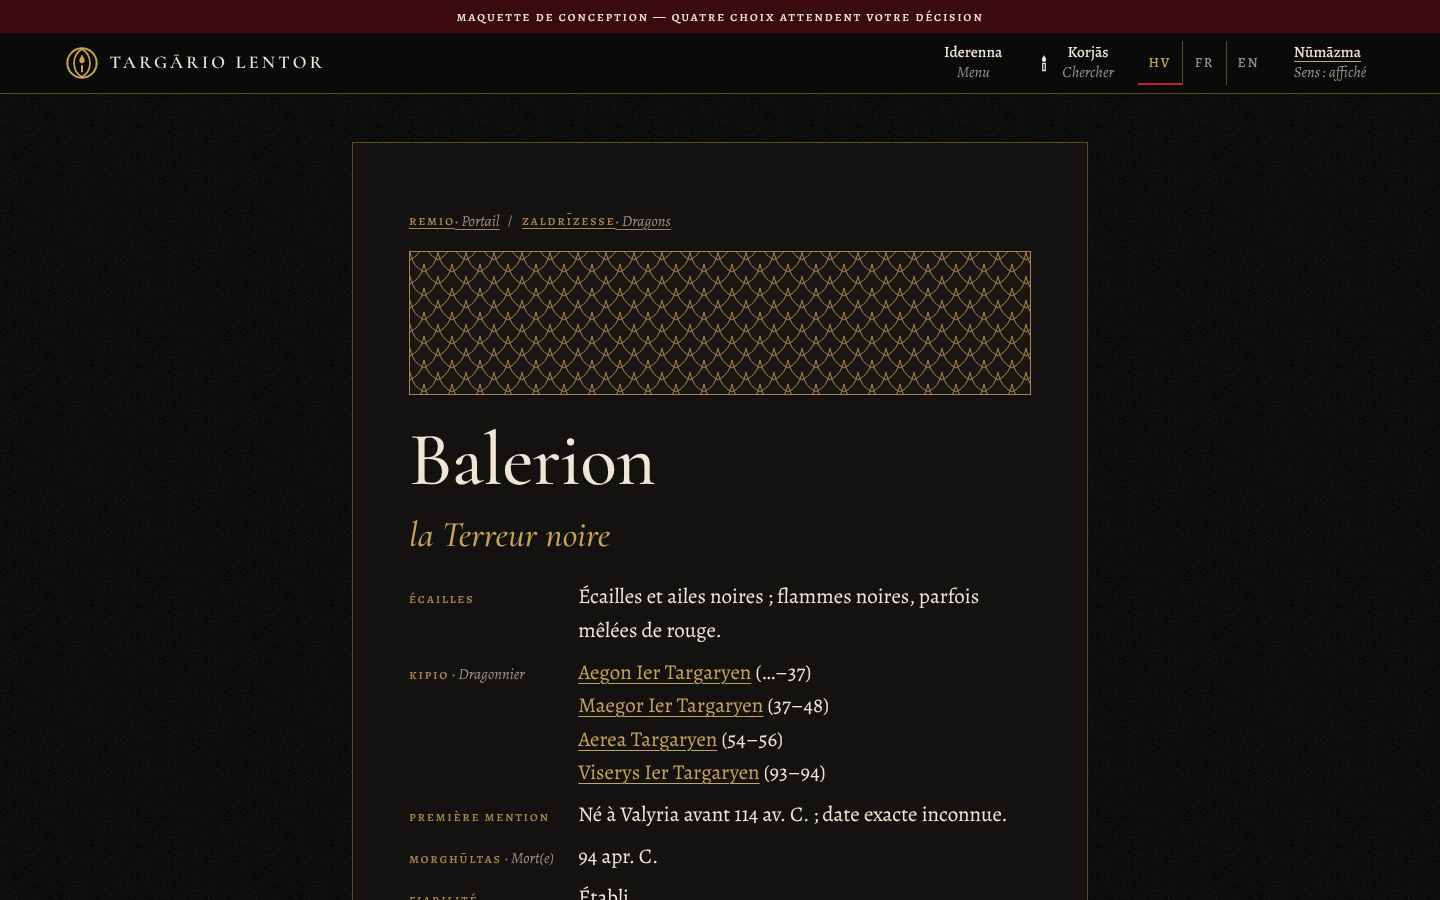 MAQUETTE DE CONCEPTION — QUATRE CHOIX ATTENDENT VOTRE DÉCISION
TARGĀRIO LENTOR
Iderenna
Menu
Korjās
Chercher
HV FR EN
Nūmāzma
Sens : affiché
REMIO · Portail / ZALDRĪZESSE · Dragons
Balerion
la Terreur noire
ÉCAILLES
Écailles et ailes noires ; flammes noires, parfois
mêlées de rouge.
KIPIO · Dragonnier
Aegon Ier Targaryen (…–37)
Maegor Ier Targaryen (37–48)
Aerea Targaryen (54–56)
Viserys Ier Targaryen (93–94)
PREMIÈRE MENTION
Né à Valyria avant 114 av. C. ; date exacte inconnue.
MORGHŪLTAS · Mort(e)
94 apr. C.
FIABILITÉ
Établi